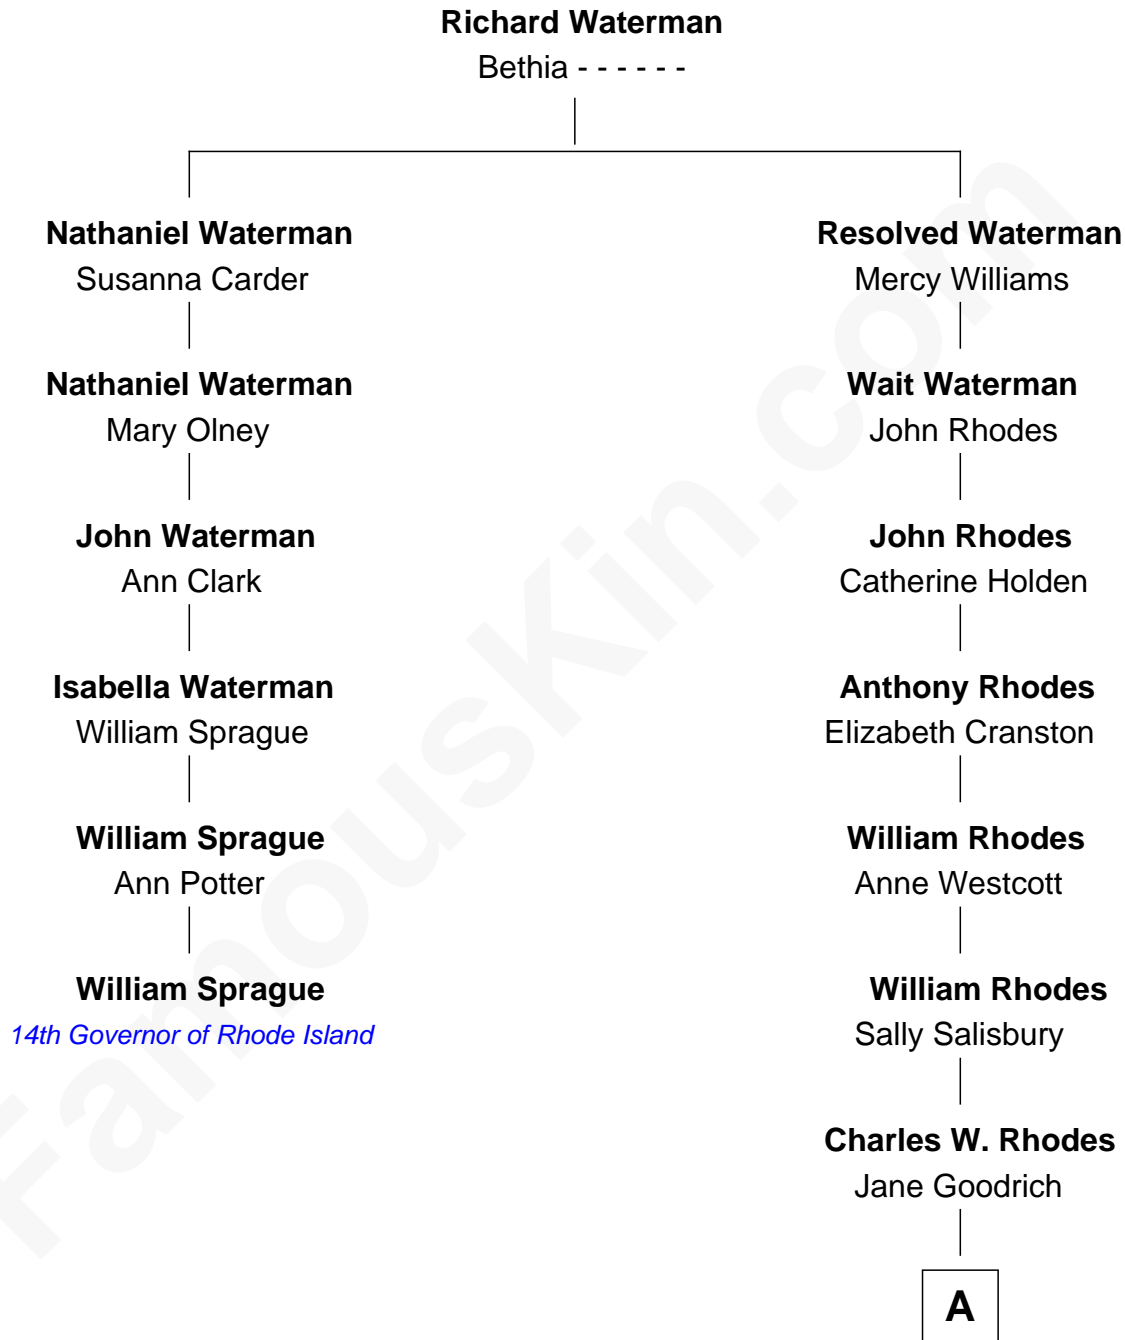 Richard Waterman
Bethia - - - - - -
Nathaniel Waterman
Susanna Carder
Nathaniel Waterman
Mary Olney
John Waterman
Ann Clark
Isabella Waterman
William Sprague
William Sprague
Ann Potter
William Sprague
14th Governor of Rhode Island
Resolved Waterman
Mercy Williams
Wait Waterman
John Rhodes
John Rhodes
Catherine Holden
Anthony Rhodes
Elizabeth Cranston
William Rhodes
Anne Westcott
William Rhodes
Sally Salisbury
Charles W. Rhodes
Jane Goodrich
A
FamousKin.com